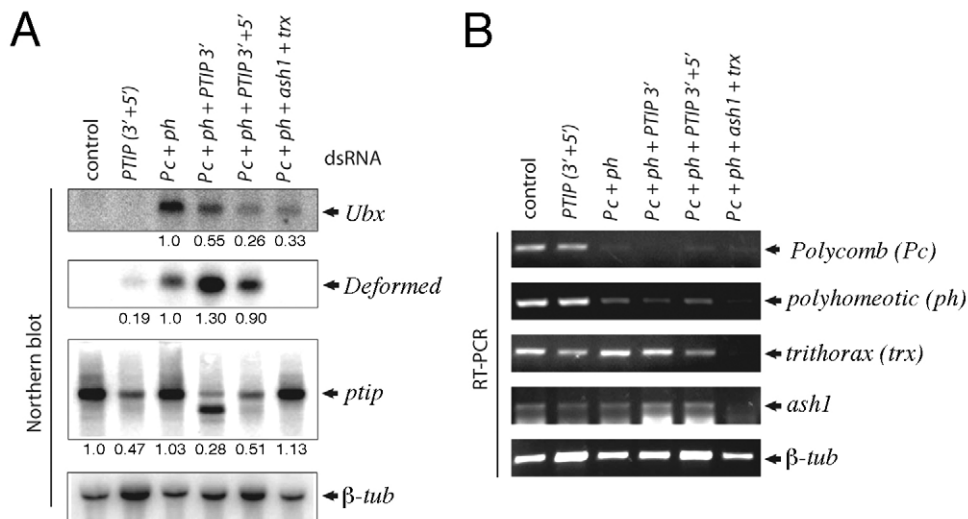 A
control
PTIP (3'+5')
Pc + ph
Pc + ph + PTIP 3'
Pc + ph + PTIP 3'+5'
Pc + ph + ash1 + trx
dsRNA
Northern blot
Ubx
1.0 0.55 0.26 0.33
Deformed
0.19 1.0 1.30 0.90
ptip
1.0 0.47 1.03 0.28 0.51 1.13
β-tub
B
control
PTIP (3'+5')
Pc + ph
Pc + ph + PTIP 3'
Pc + ph + PTIP 3'+5'
Pc + ph + ash1 + trx
RT-PCR
Polycomb (Pc)
polyhomeotic (ph)
trithorax (trx)
ash1
β-tub